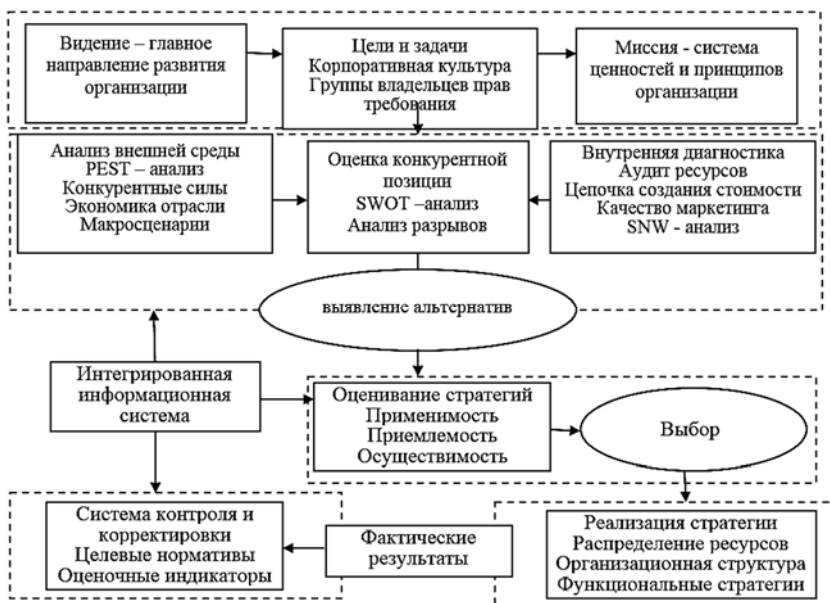 Видение – главное
направление развития
организации
Цели и задачи
Корпоративная культура
Группы владельцев прав
требования
Миссия - система
ценностей и принципов
организации
Анализ внешней среды
PEST – анализ
Конкурентные силы
Экономика отрасли
Макросценарии
Оценка конкурентной
позиции
SWOT –анализ
Анализ разрывов
Внутренняя диагностика
Аудит ресурсов
Цепочка создания стоимости
Качество маркетинга
SNW - анализ
выявление альтернатив
Интегрированная
информационная
система
Оценивание стратегий
Применимость
Приемлемость
Осуществимость
Выбор
Система контроля и
корректировки
Целевые нормативы
Оценочные индикаторы
Фактические
результаты
Реализация стратегии
Распределение ресурсов
Организационная структура
Функциональные стратегии